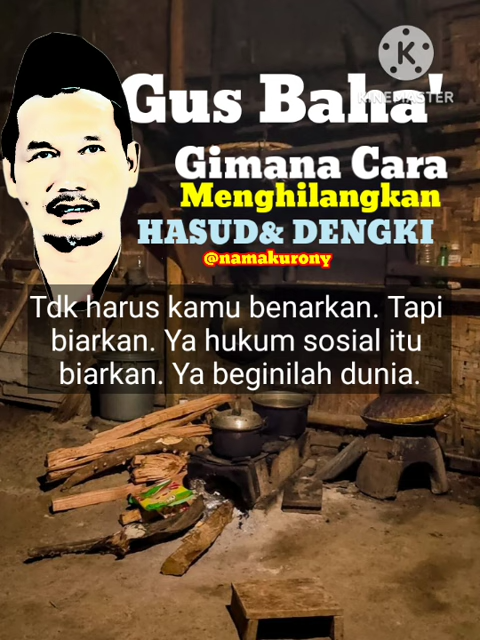 K
KINEMASTER
Gus Baha'
Gimana Cara
Menghilangkan
HASUD& DENGKI
@namakurony
Tdk harus kamu benarkan. Tapi
biarkan. Ya hukum sosial itu
biarkan. Ya beginilah dunia.